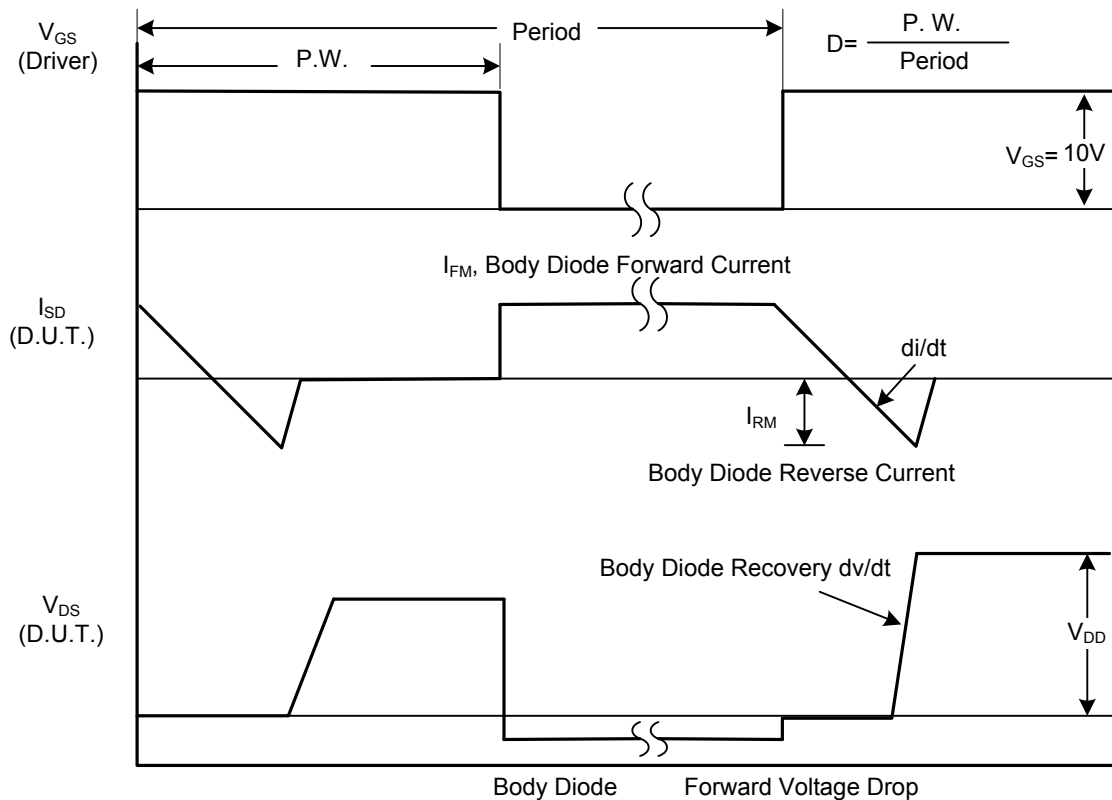 V_GS
(Driver)
Period
P.W.
D= P. W.
Period
V_GS= 10V
I_FM, Body Diode Forward Current
I_SD
(D.U.T.)
di/dt
I_RM
Body Diode Reverse Current
Body Diode Recovery dv/dt
V_DS
(D.U.T.)
V_DD
Body Diode Forward Voltage Drop